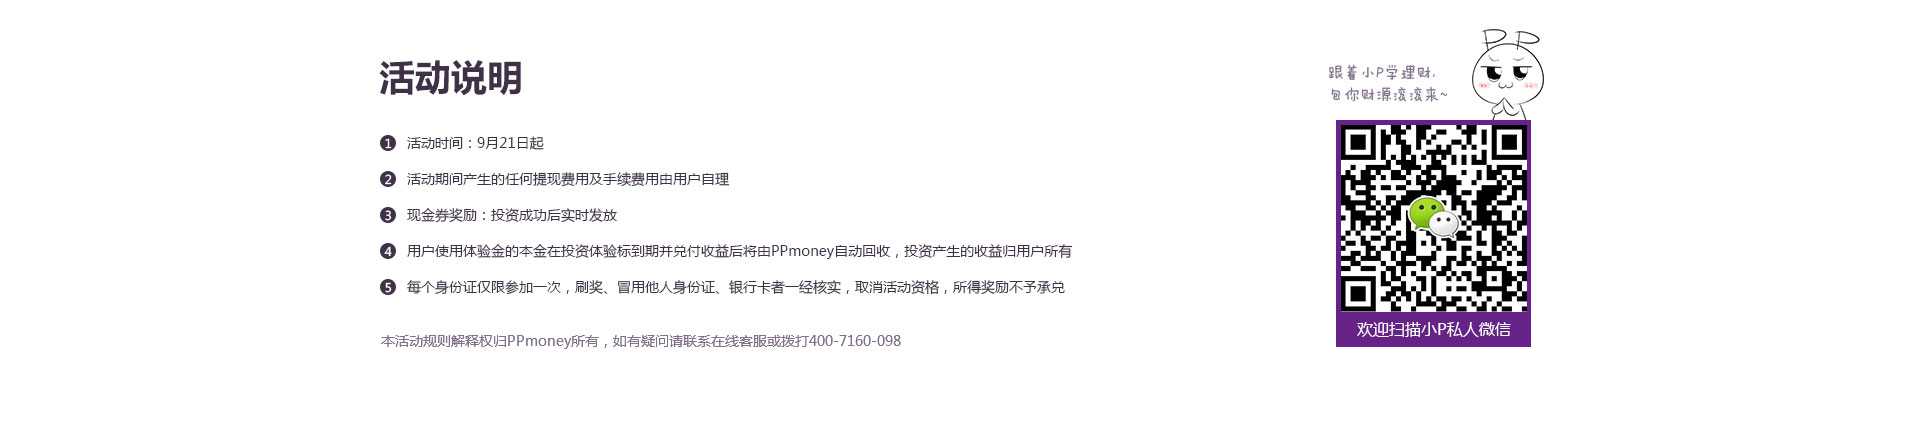 活动说明
1 活动时间：9月21日起
2 活动期间产生的任何提现费用及手续费用由用户自理
3 现金券奖励：投资成功后实时发放
4 用户使用体验金的本金在投资体验标到期并兑付收益后将由PPmoney自动回收，投资产生的收益归用户所有
5 每个身份证仅限参加一次，刷奖、冒用他人身份证、银行卡者一经核实，取消活动资格，所得奖励不予承兑
本活动规则解释权归PPmoney所有，如有疑问请联系在线客服或拨打400-7160-098
PP
跟着小P学理财,
包你财源滚滚来~
欢迎扫描小P私人微信